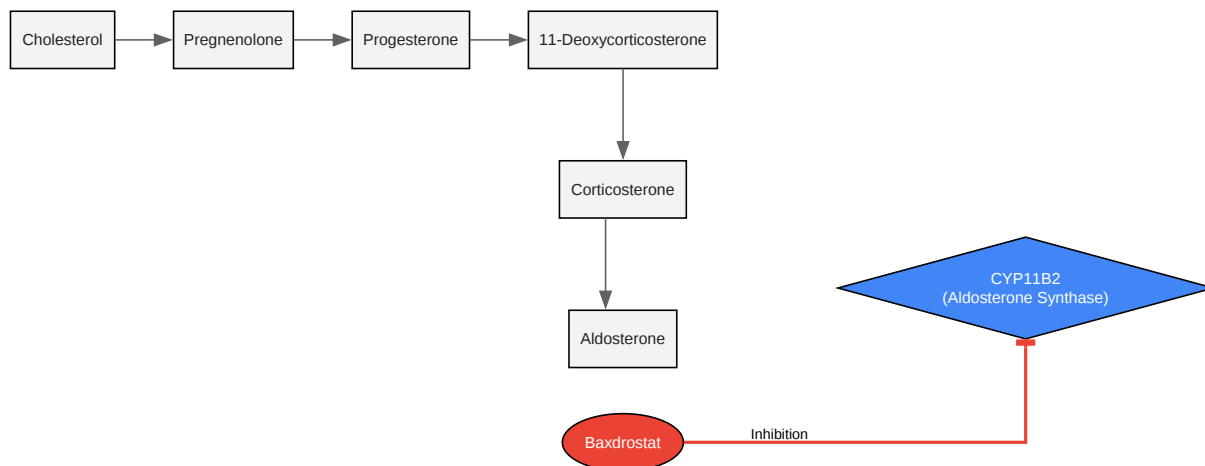 Cholesterol
Pregnenolone
Progesterone
11-Deoxycorticosterone
Corticosterone
CYP11B2
(Aldosterone Synthase)
Aldosterone
Inhibition
Baxdrostat